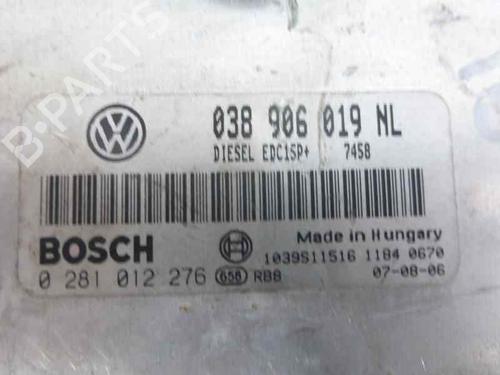 B-PARTS
038 906 019 NL
DIESEL EDC15P+ 7458
BOSCH
Made in Hungary
1039S11516 1184 0670
0 281 012 276 658 RB8
07-08-06